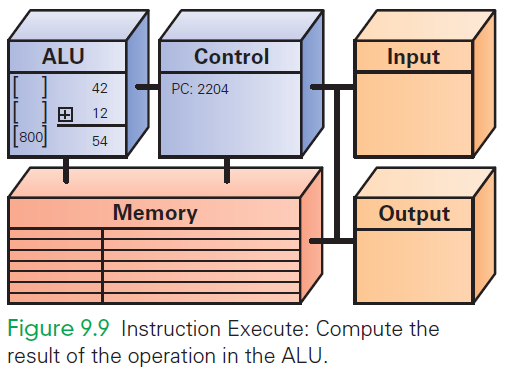 ALU
Control
Input
[ ] 42
PC: 2204
[ ] + 12
[800] 54
Memory
Output
Figure 9.9 Instruction Execute: Compute the
result of the operation in the ALU.